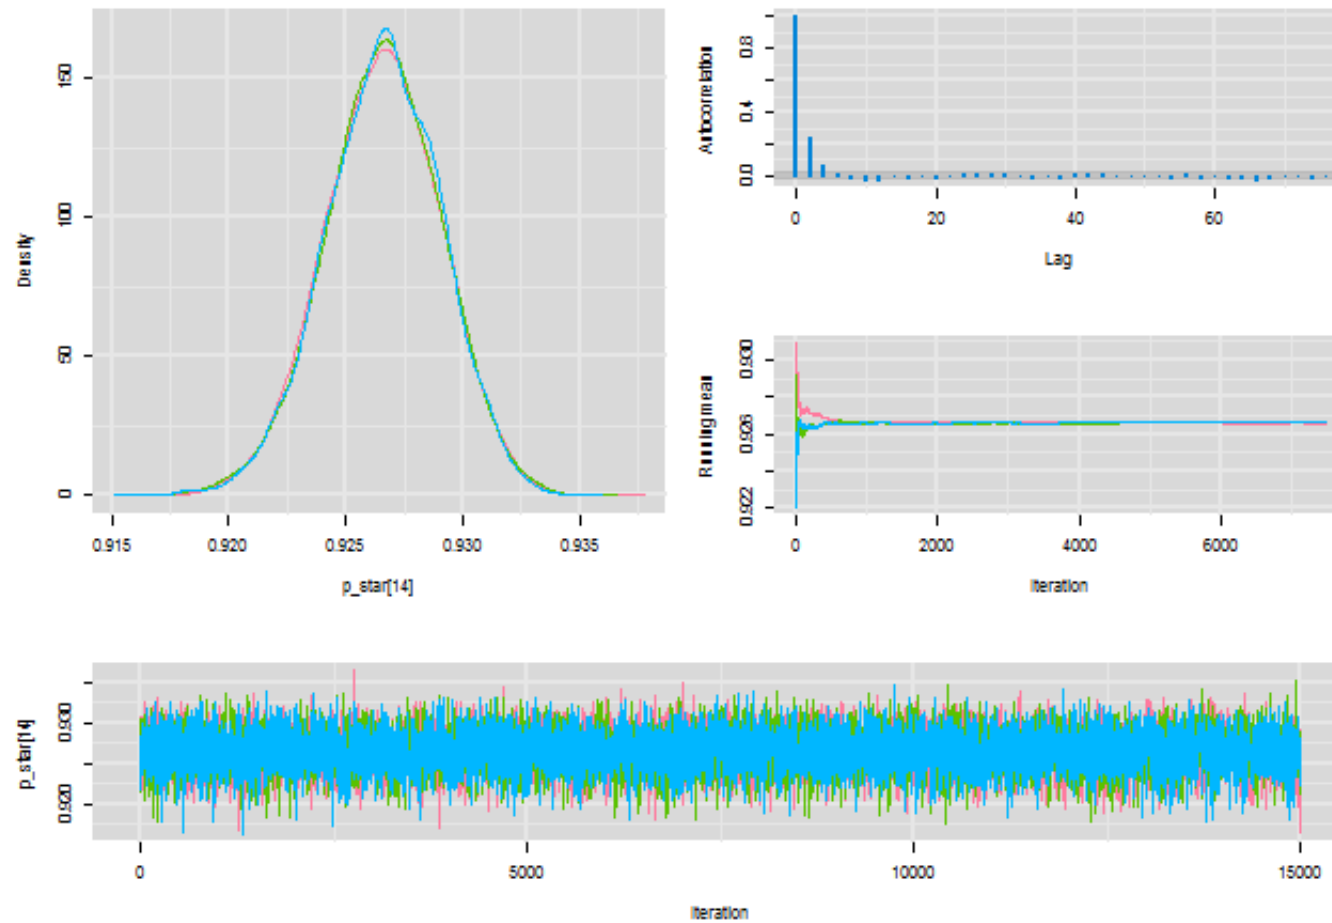 Density
150
100
50
0
0.915 0.920 0.925 0.930 0.935
p_star[14]
Autocorrelation
0.8
0.4
0.0
0 20 40 60
Lag
Running mean
0.930
0.926
0.922
0 2000 4000 6000
Iteration
p_star[14]
0.930
0.920
0 5000 10000 15000
Iteration